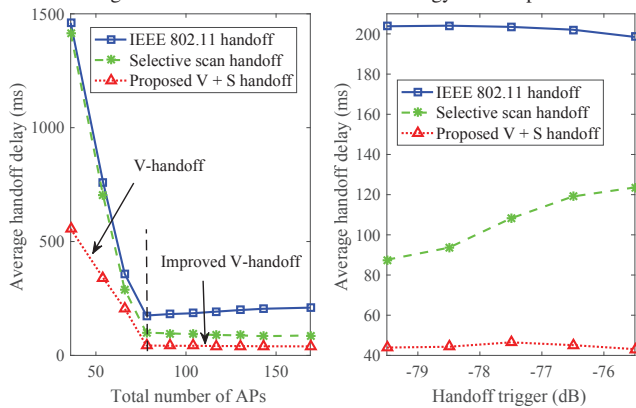 IEEE 802.11 handoff
Selective scan handoff
Proposed V + S handoff
V-handoff
Improved V-handoff
1500
1000
500
0
50
100
150
Average handoff delay (ms)
Total number of APs
IEEE 802.11 handoff
Selective scan handoff
Proposed V + S handoff
200
180
160
140
120
100
80
60
40
-79
-78
-77
-76
Average handoff delay (ms)
Handoff trigger (dB)